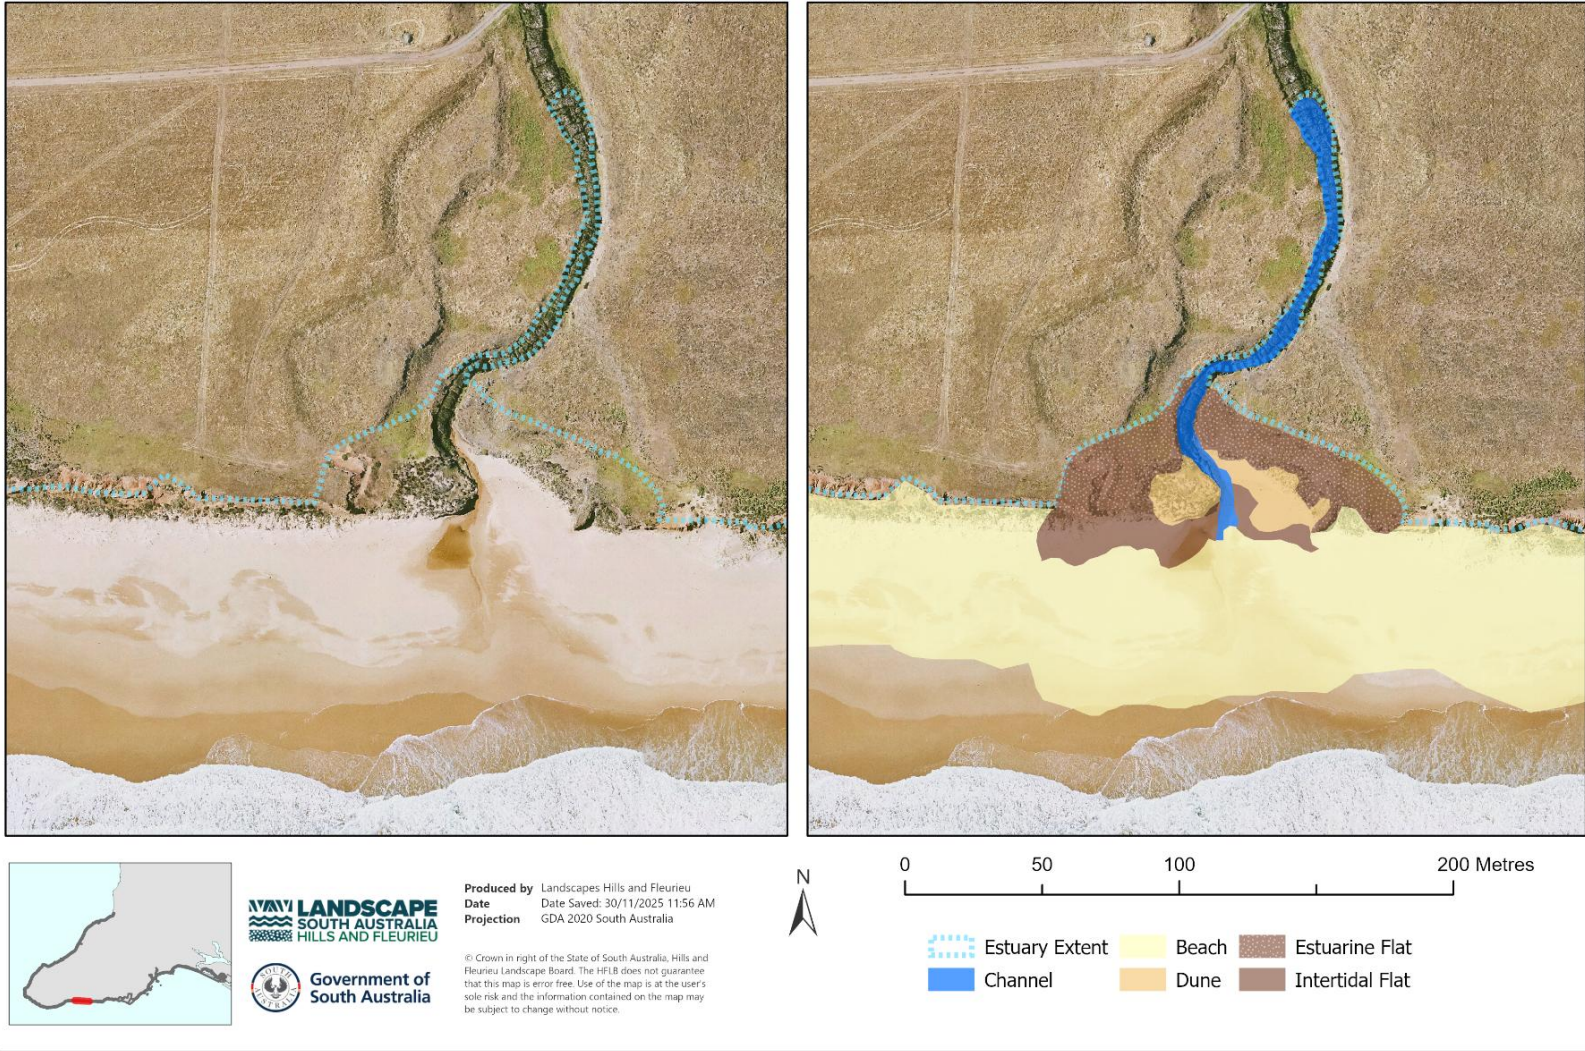 LANDSCAPE
SOUTH AUSTRALIA
HILLS AND FLEURIEU
SOUTH AUSTRALIA
Government of
South Australia
Produced by Landscapes Hills and Fleurieu
Date Date Saved: 30/11/2025 11:56 AM
Projection GDA 2020 South Australia
© Crown in right of the State of South Australia, Hills and
Fleurieu Landscape Board. The HFLB does not guarantee
that this map is error free. Use of the map is at the user's
sole risk and the information contained on the map may
be subject to change without notice.
N
0 50 100 200 Metres
Estuary Extent Beach Estuarine Flat
Channel Dune Intertidal Flat